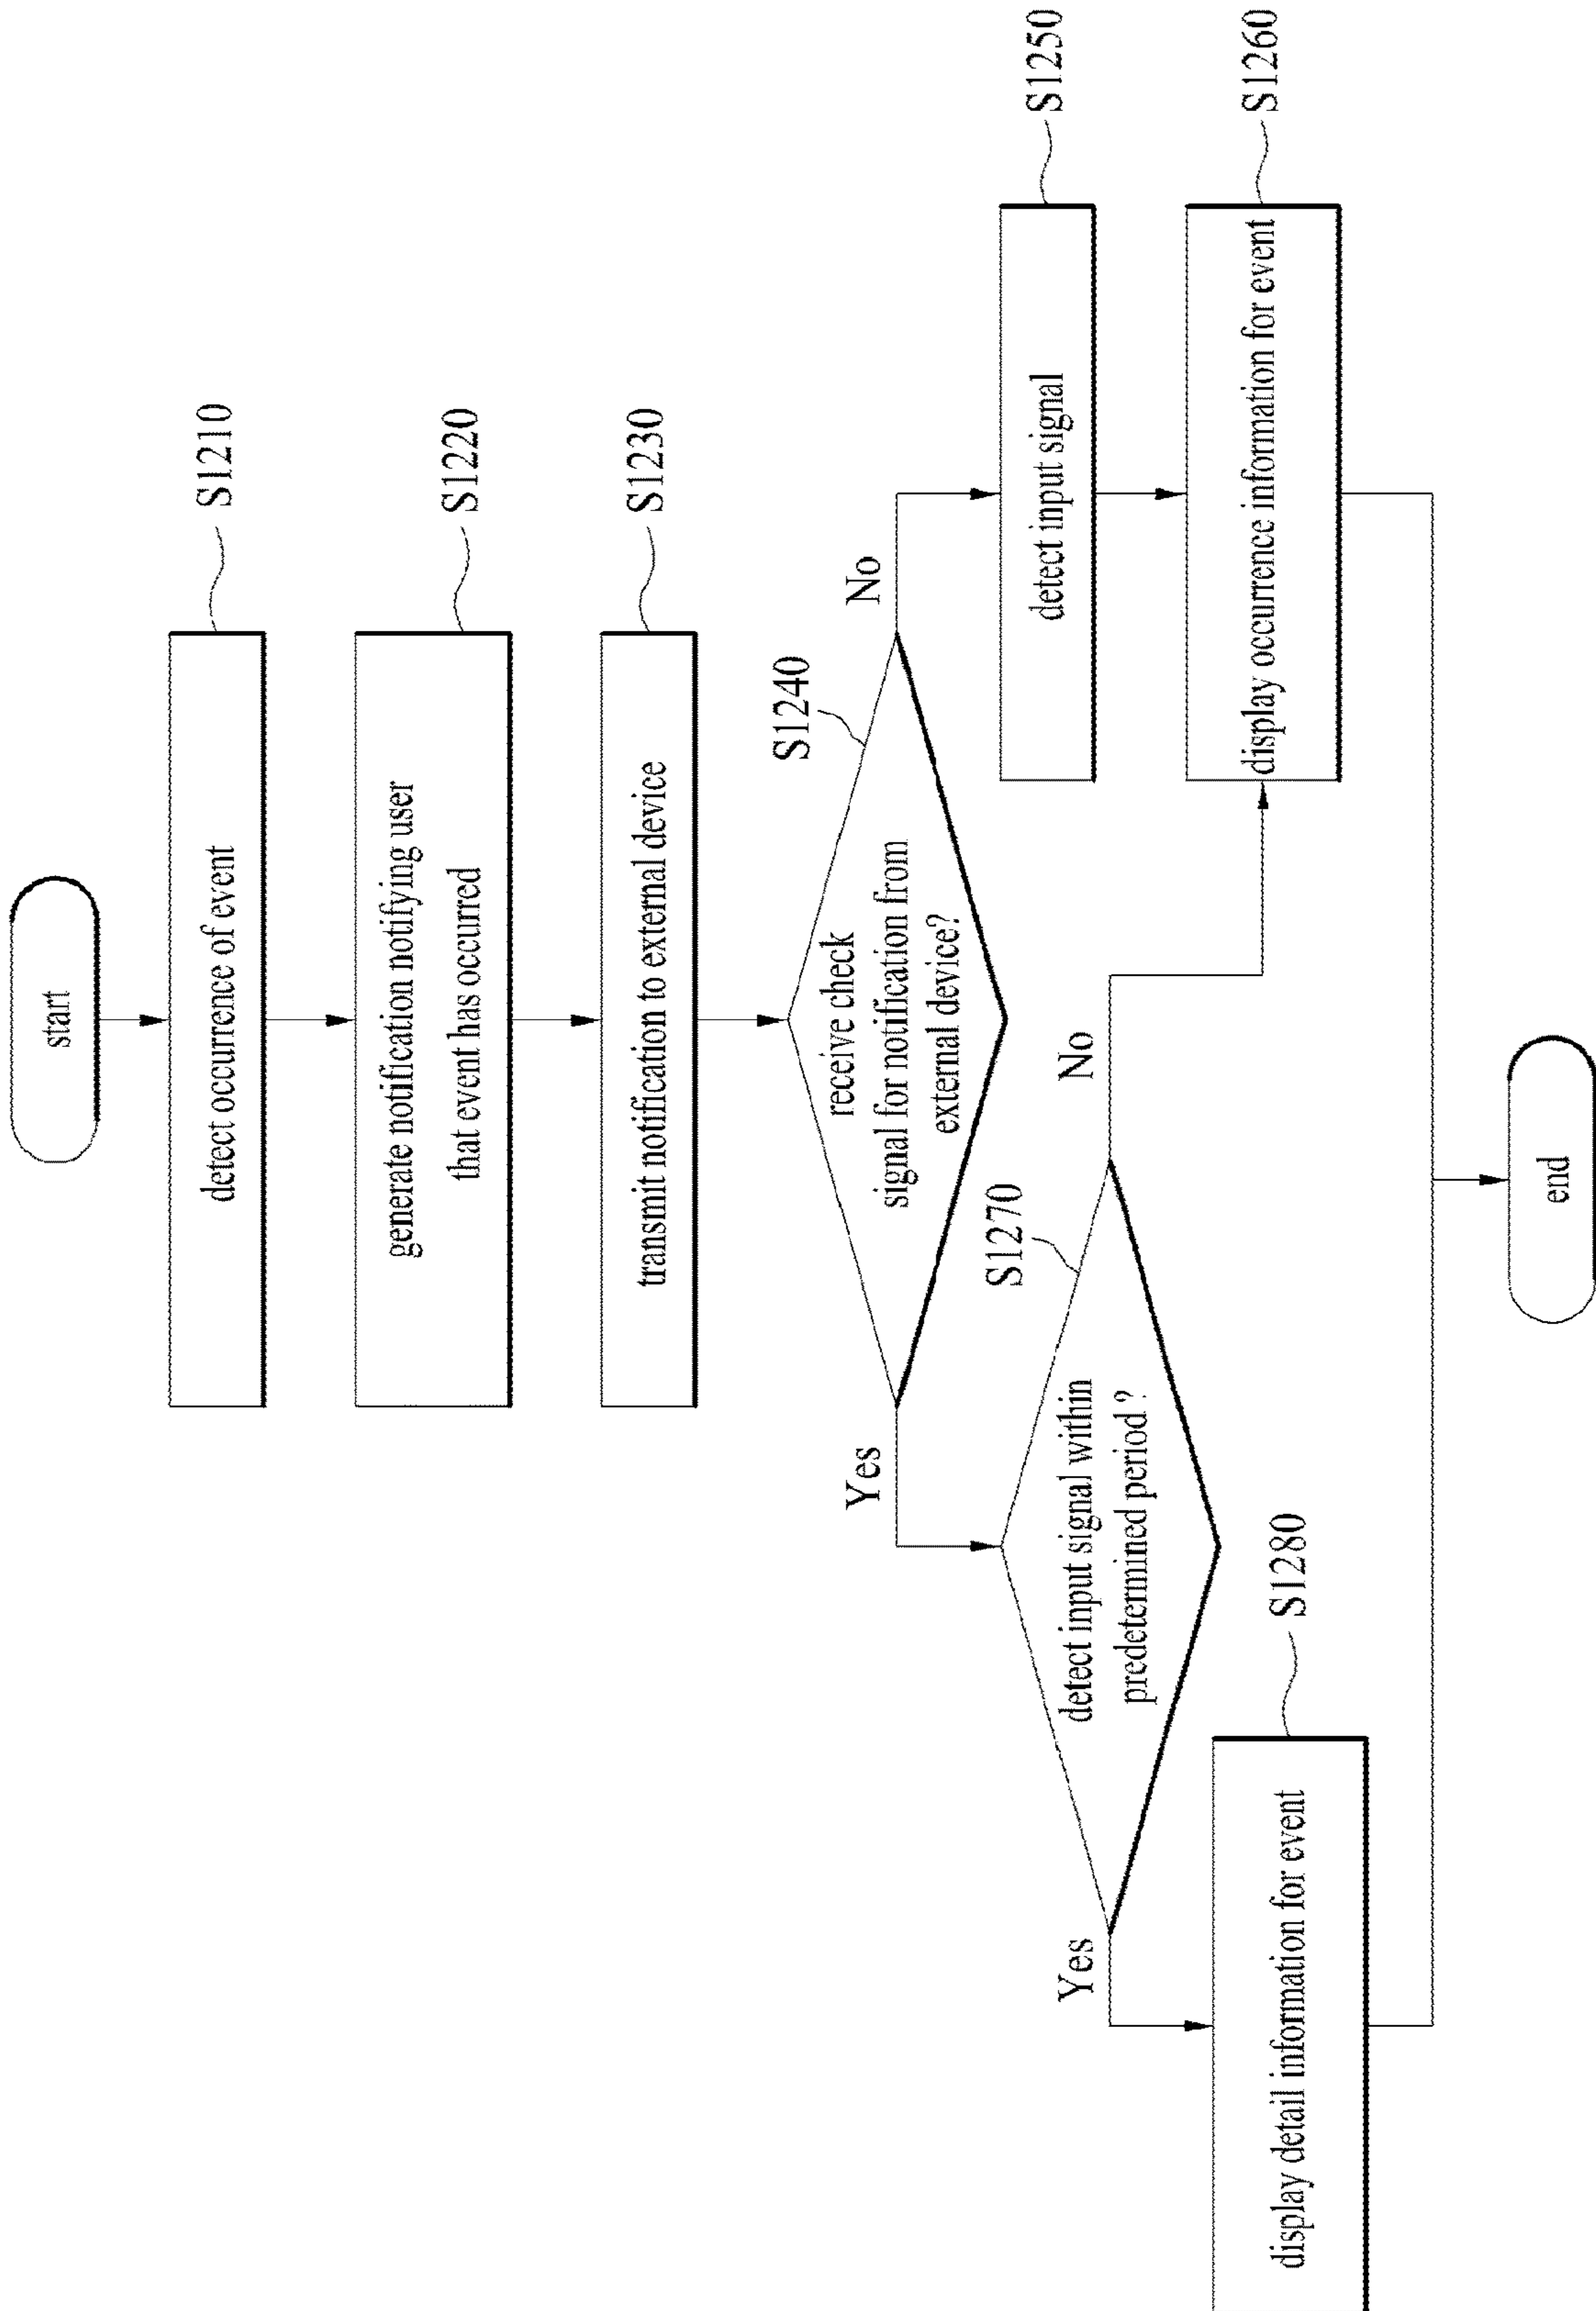 start
detect occurrence of event
S1210
generate notification notifying user
that event has occurred
S1220
transmit notification to external device
S1230
S1240
receive check
signal for notification from
external device?
Yes
No
detect input signal
S1250
S1270
detect input signal within
predetermined period?
Yes
No
display occurrence information for event
S1260
display detail information for event
S1280
end